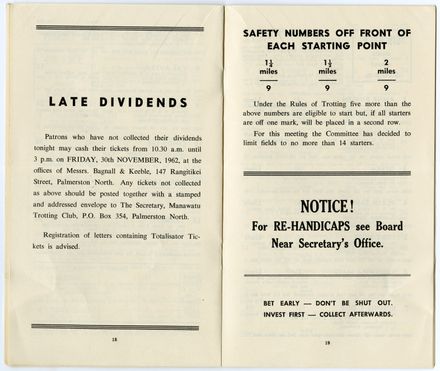 LATE DIVIDENDS
Patrons who have not collected their dividends
tonight may cash their tickets from 10.30 a.m. until
3 p.m. on FRIDAY, 30th NOVEMBER, 1962, at the
offices of Messrs. Bagnall & Keeble, 147 Rangitikei
Street, Palmerston North. Any tickets not collected
as above should be posted together with a stamped
and addressed envelope to The Secretary, Manawatu
Trotting Club, P.O. Box 354, Palmerston North.
Registration of letters containing Totalisator Tic-
kets is advised.
18
SAFETY NUMBERS OFF FRONT OF
EACH STARTING POINT
1¼ 1½ 2
miles miles miles
9 9 9
Under the Rules of Trotting five more than the
above numbers are eligible to start but, if all starters
are off one mark, will be placed in a second row.
For this meeting the Committee has decided to
limit fields to no more than 14 starters.
NOTICE!
For RE-HANDICAPS see Board
Near Secretary's Office.
BET EARLY — DON'T BE SHUT OUT.
INVEST FIRST — COLLECT AFTERWARDS.
19